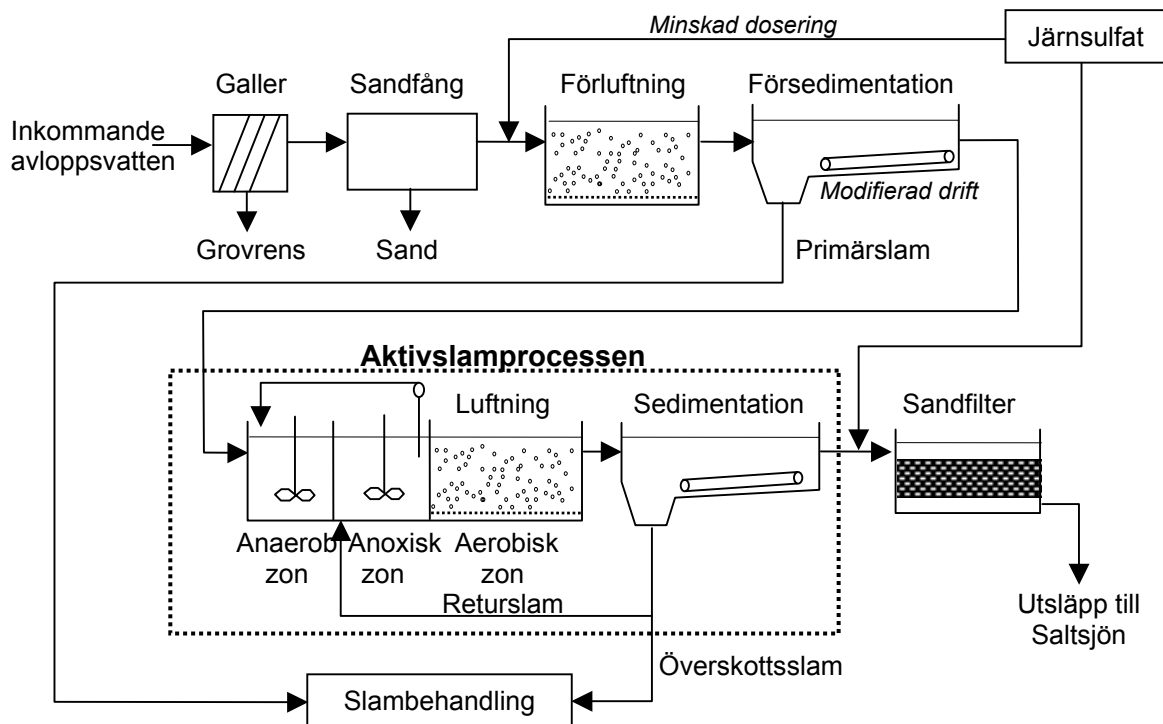 Minskad dosering
Järnsulfat
Galler
Sandfång
Förluftning
Försedimentation
Inkommande
avloppsvatten
Modifierad drift
Grovrens
Sand
Primärslam
Aktivslamprocessen
Luftning
Sedimentation
Sandfilter
Anaerob
zon
Anoxisk
zon
Aerobisk
zon
Returslam
Utsläpp till
Saltsjön
Överskottsslam
Slambehandling